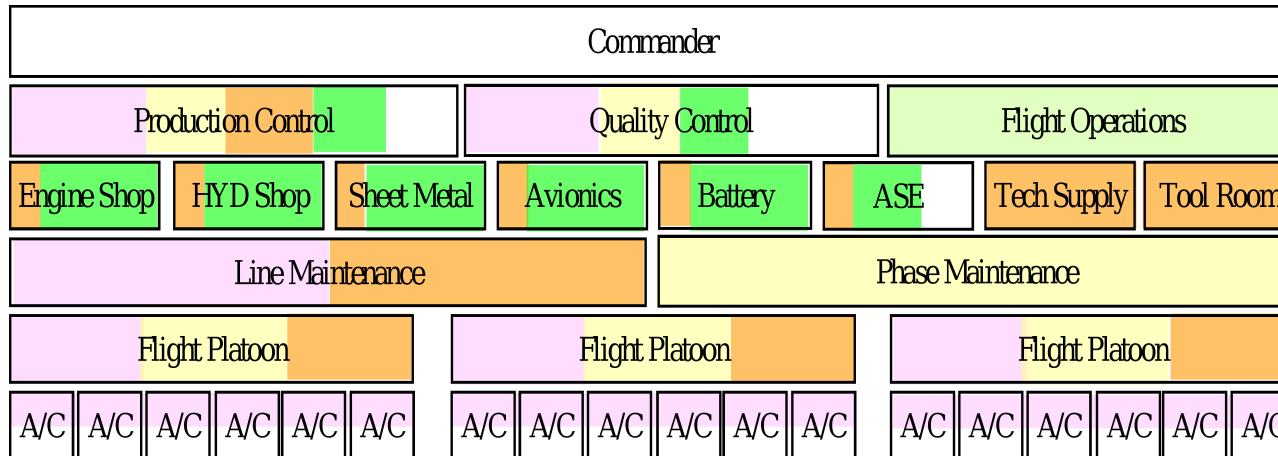 Commander
Production Control Quality Control Flight Operations
Engine Shop HYD Shop Sheet Metal Avionics Battery ASE Tech Supply Tool Room
Line Maintenance Phase Maintenance
Flight Platoon Flight Platoon Flight Platoon
A/C A/C A/C A/C A/C A/C A/C A/C A/C A/C A/C A/C A/C A/C A/C A/C A/C A/C